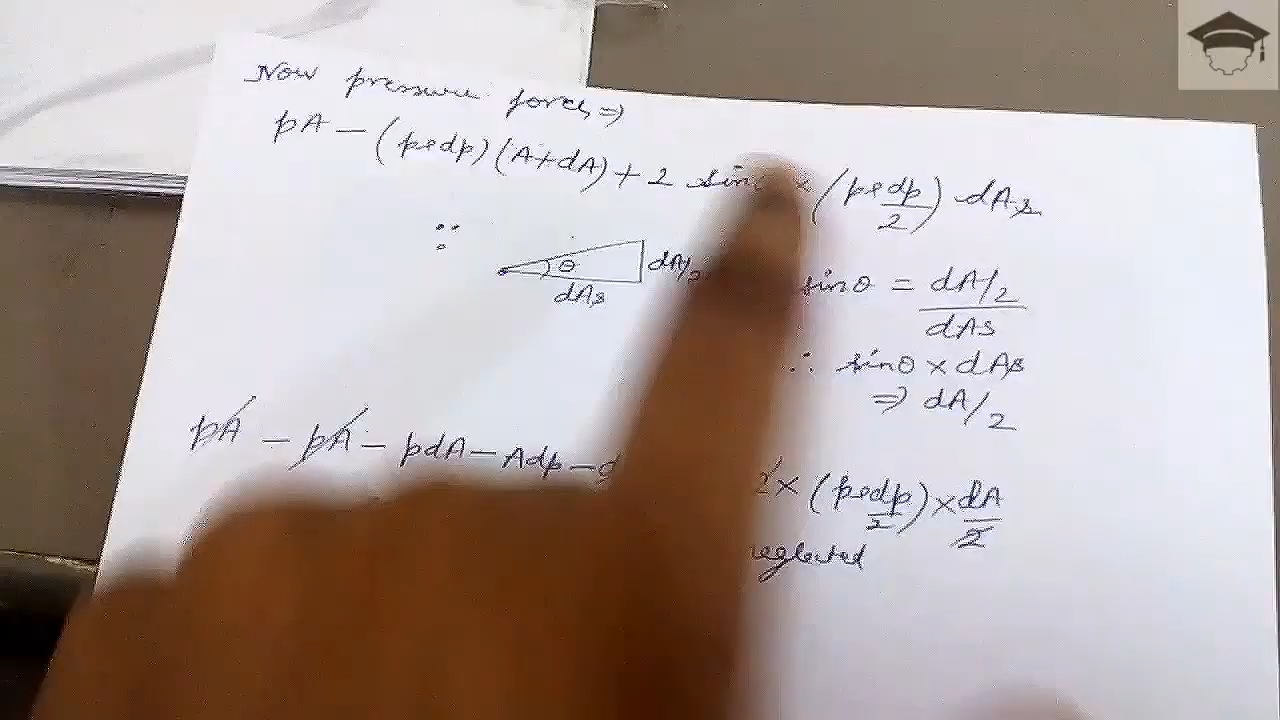 Now pressure force ⇒
pA − (p+dp)(A+dA) + 2 sin × (p+dp/2) dAs
∵ θ dA/2 dAs
sinθ = dA/2 / dAs
∴ sinθ × dAs
⇒ dA/2
pA − pA − pdA − Adp − 2 × (p+dp/2) × dA/2
neglected